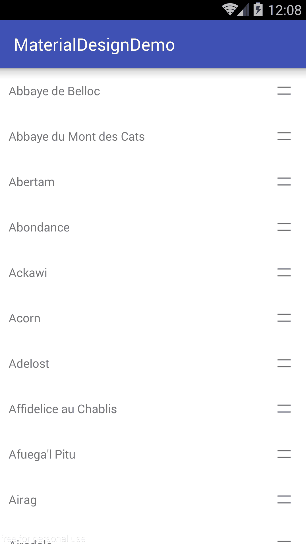 12:08
MaterialDesignDemo
Abbaye de Belloc
Abbaye du Mont des Cats
Abertam
Abondance
Ackawi
Acorn
Adelost
Affidelice au Chablis
Afuega'l Pitu
Airag